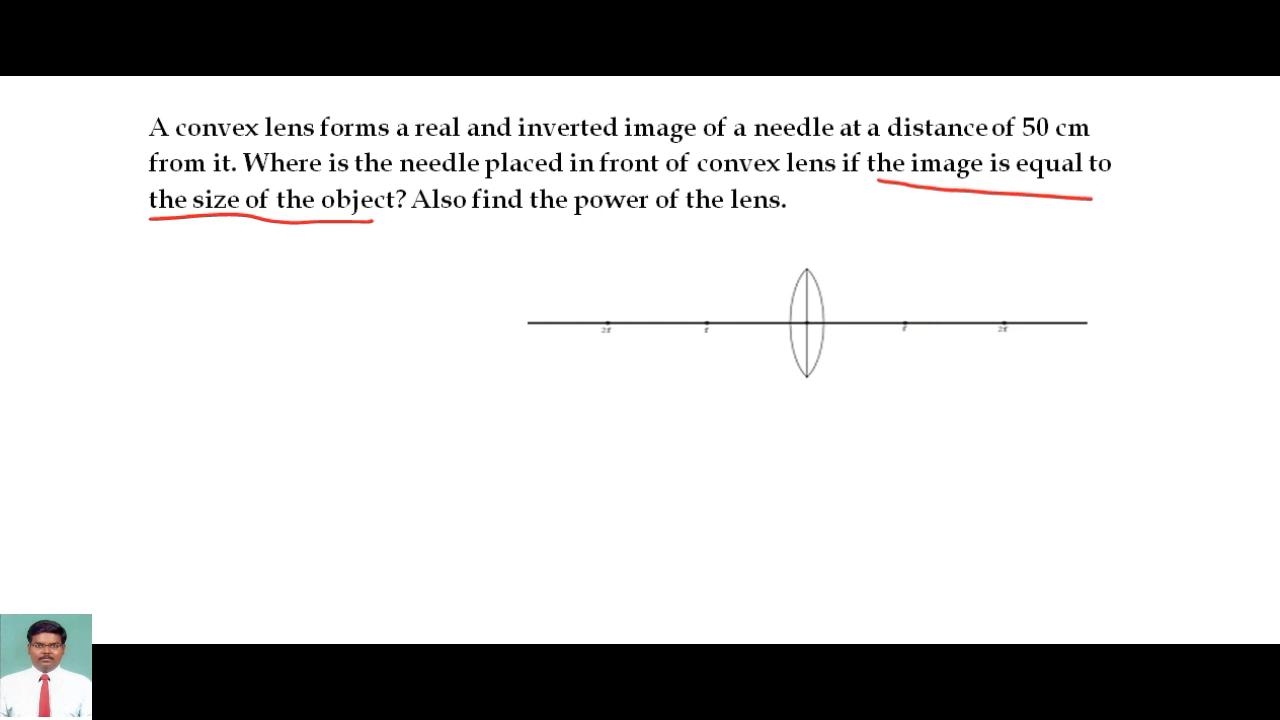 A convex lens forms a real and inverted image of a needle at a distance of 50 cm
from it. Where is the needle placed in front of convex lens if the image is equal to
the size of the object? Also find the power of the lens.
2F F F 2F